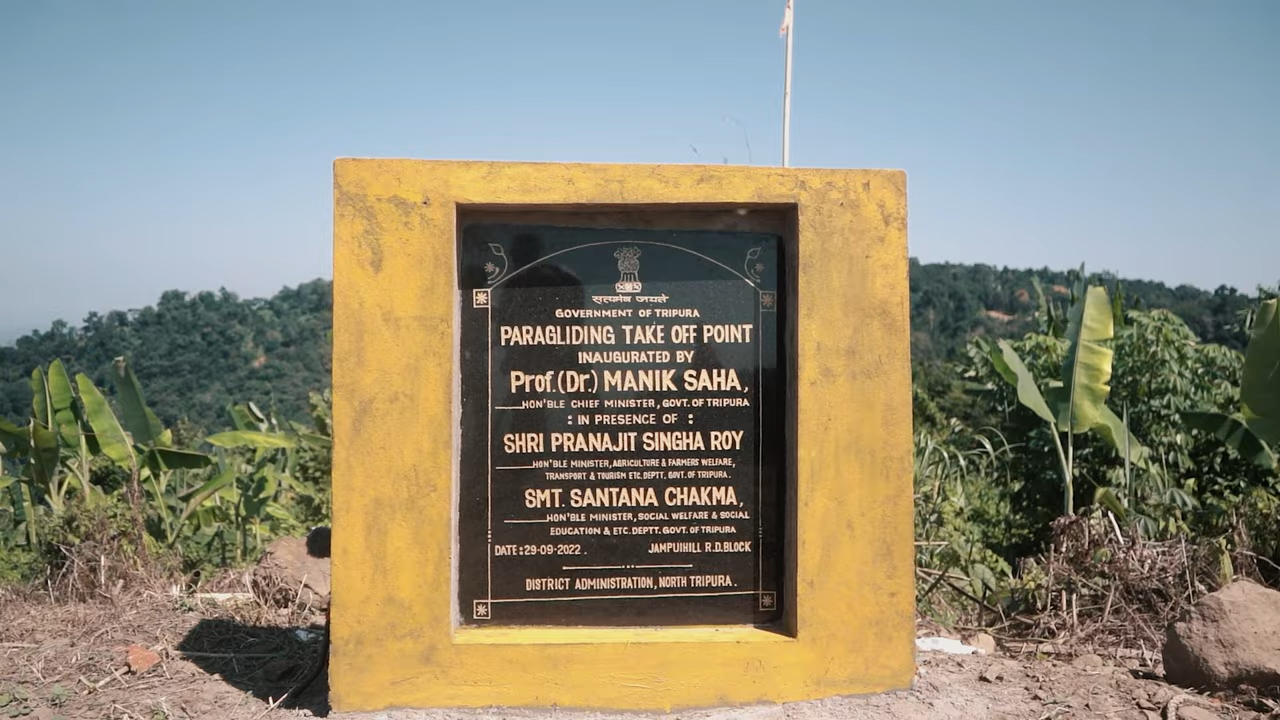 सत्यमेव जयते
GOVERNMENT OF TRIPURA
PARAGLIDING TAKE OFF POINT
INAUGURATED BY
Prof.(Dr.) MANIK SAHA,
HON'BLE CHIEF MINISTER, GOVT. OF TRIPURA
: IN PRESENCE OF :
SHRI PRANAJIT SINGHA ROY
HON'BLE MINISTER, AGRICULTURE & FARMERS WELFARE,
TRANSPORT & TOURISM ETC. DEPTT. GOVT. OF TRIPURA.
SMT. SANTANA CHAKMA,
HON'BLE MINISTER, SOCIAL WELFARE & SOCIAL
EDUCATION & ETC. DEPTT. GOVT. OF TRIPURA
DATE:29-09-2022. JAMPUIHILL R.D.BLOCK
DISTRICT ADMINISTRATION, NORTH TRIPURA.